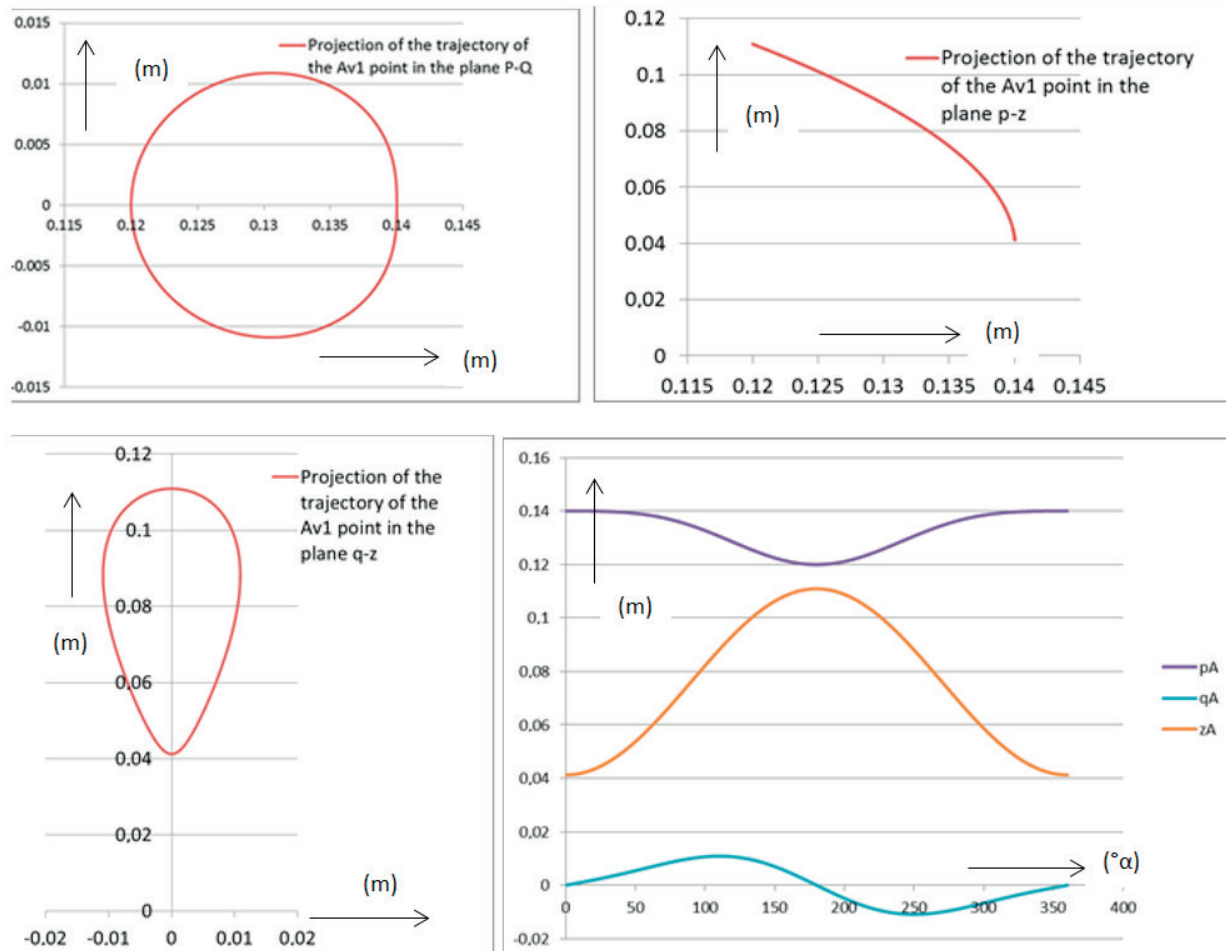 0.015
0.01
0.005
0
-0.005
-0.01
-0.015
0.115 0.12 0.125 0.13 0.135 0.14 0.145
(m)
Projection of the trajectory of
the Av1 point in the plane P-Q
(m)
0.12
0.1
0.08
0.06
0.04
0,02
0
0.115 0.12 0.125 0.13 0.135 0.14 0.145
(m)
Projection of the trajectory
of the Av1 point in the
plane p-z
(m)
0.12
0.1
0.08
0.06
0.04
0,02
0
-0.02 -0.01 0 0.01 0.02
(m)
Projection of the
trajectory of the
Av1 point in the
plane q-z
(m)
0.16
0.14
0.12
0.1
0,08
0,06
0,04
0,02
0
-0,02
0 50 100 150 200 250 300 350 400
(m)
(°α)
pA
qA
zA